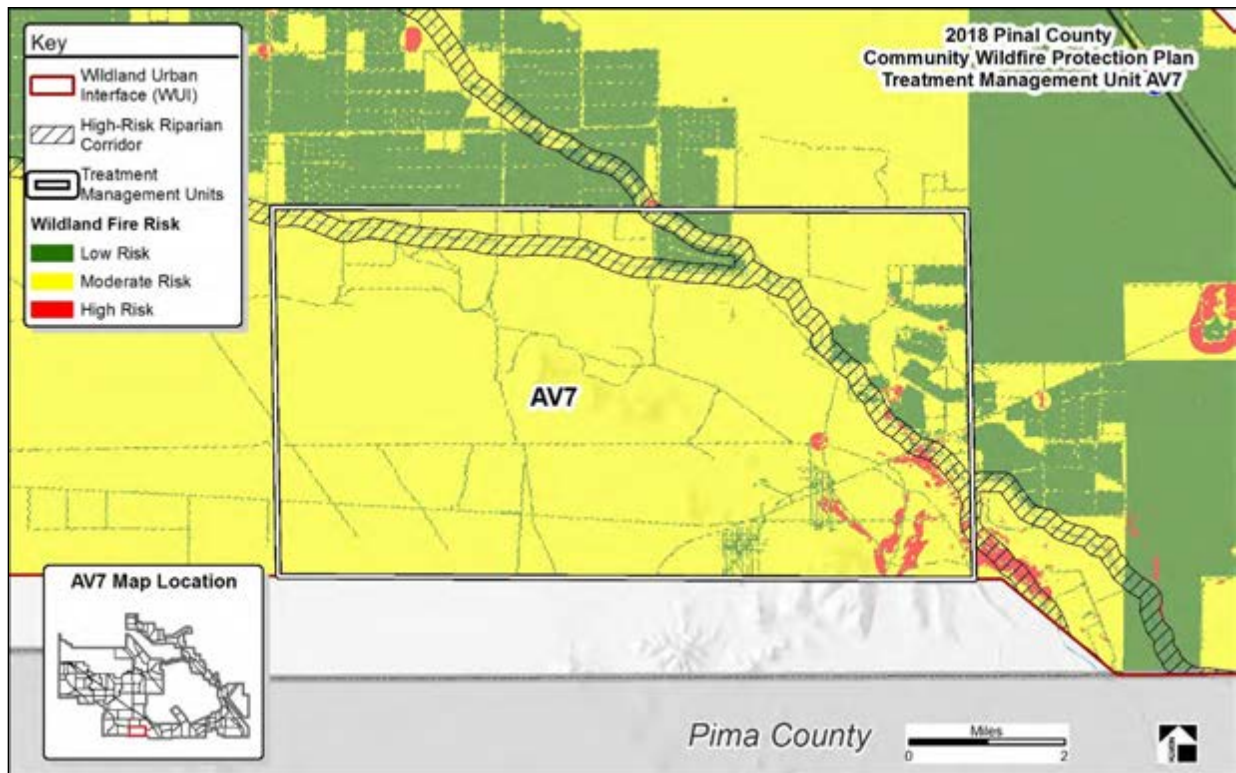 Key
Wildland Urban
Interface (WUI)
High-Risk Riparian
Corridor
Treatment
Management Units
Wildland Fire Risk
Low Risk
Moderate Risk
High Risk
2018 Pinal County
Community Wildfire Protection Plan
Treatment Management Unit AV7
AV7
AV7 Map Location
Pima County
Miles
0 2